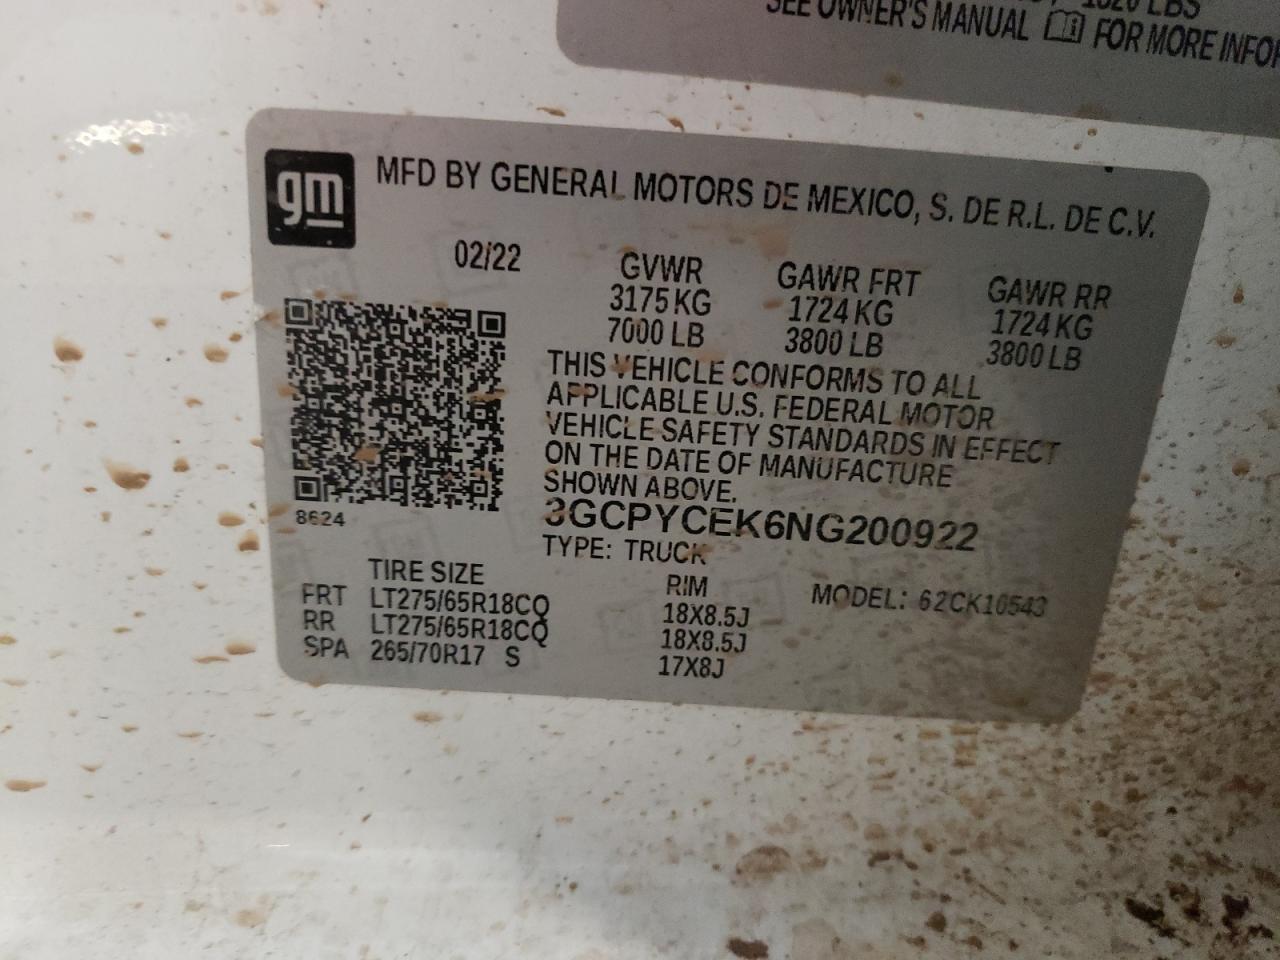 1520 LBS
SEE OWNER'S MANUAL FOR MORE
gm
MFD BY GENERAL MOTORS DE MEXICO, S. DE R.L. DE C.V.
02/22
GVWR GAWR FRT GAWR RR
3175 KG 1724 KG 1724 KG
7000 LB 3800 LB 3800 LB
THIS VEHICLE CONFORMS TO ALL
APPLICABLE U.S. FEDERAL MOTOR
VEHICLE SAFETY STANDARDS IN EFFECT
ON THE DATE OF MANUFACTURE
SHOWN ABOVE.
8624
3GCPYCEK6NG200922
TYPE: TRUCK
TIRE SIZE RIM MODEL: 62CK10543
FRT LT275/65R18CQ 18X8.5J
RR LT275/65R18CQ 18X8.5J
SPA 265/70R17 S 17X8J